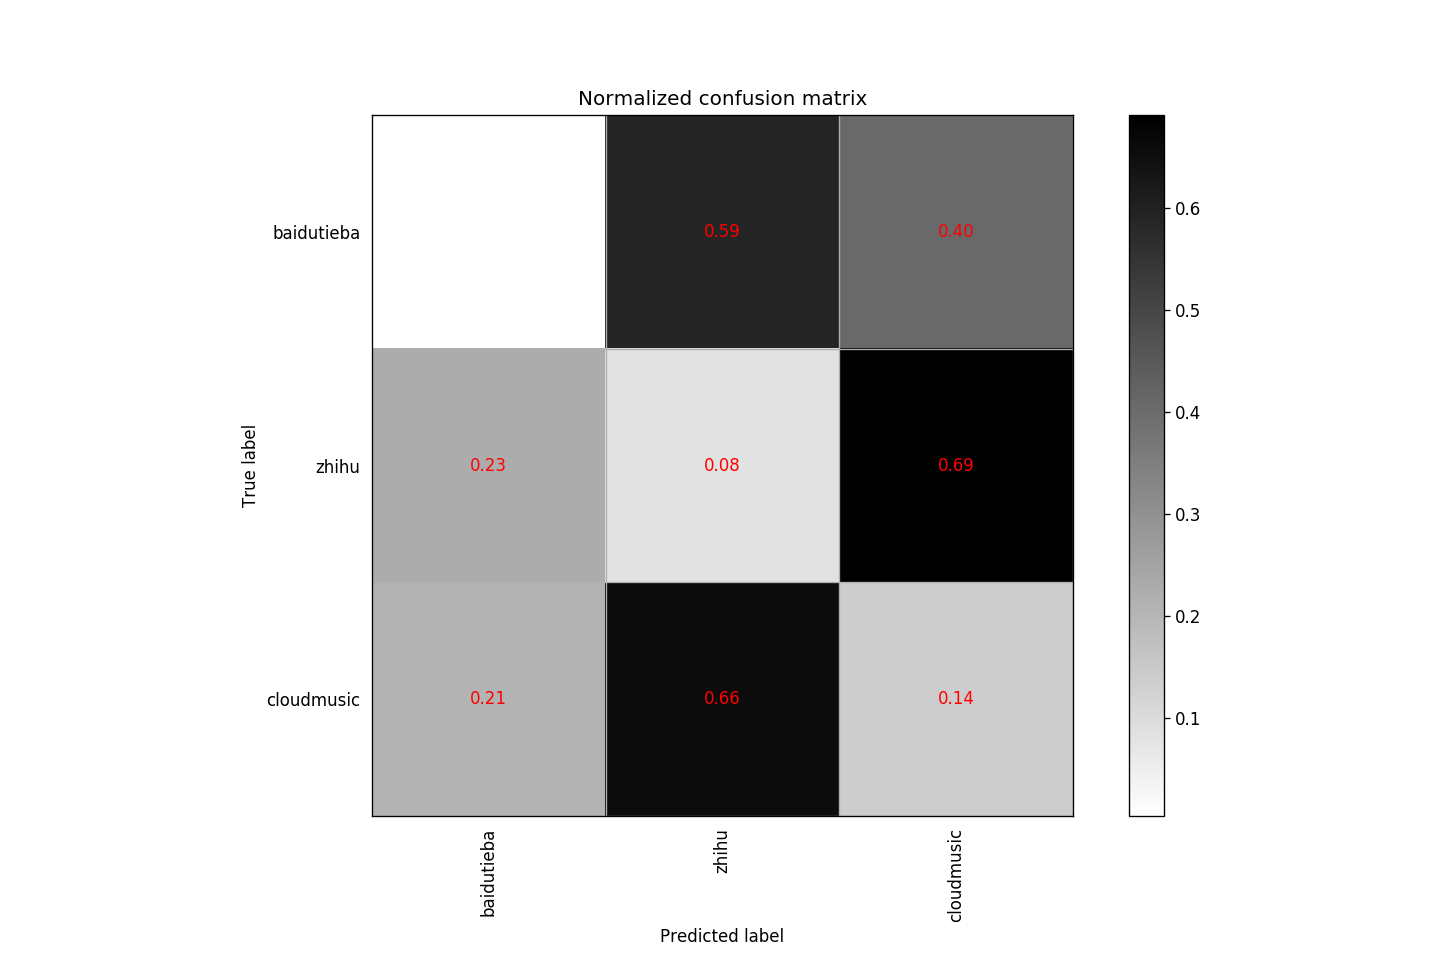 Normalized confusion matrix
baidutieba
0.59
0.40
zhihu
0.23
0.08
0.69
cloudmusic
0.21
0.66
0.14
True label
baidutieba
zhihu
cloudmusic
Predicted label
0.6
0.5
0.4
0.3
0.2
0.1